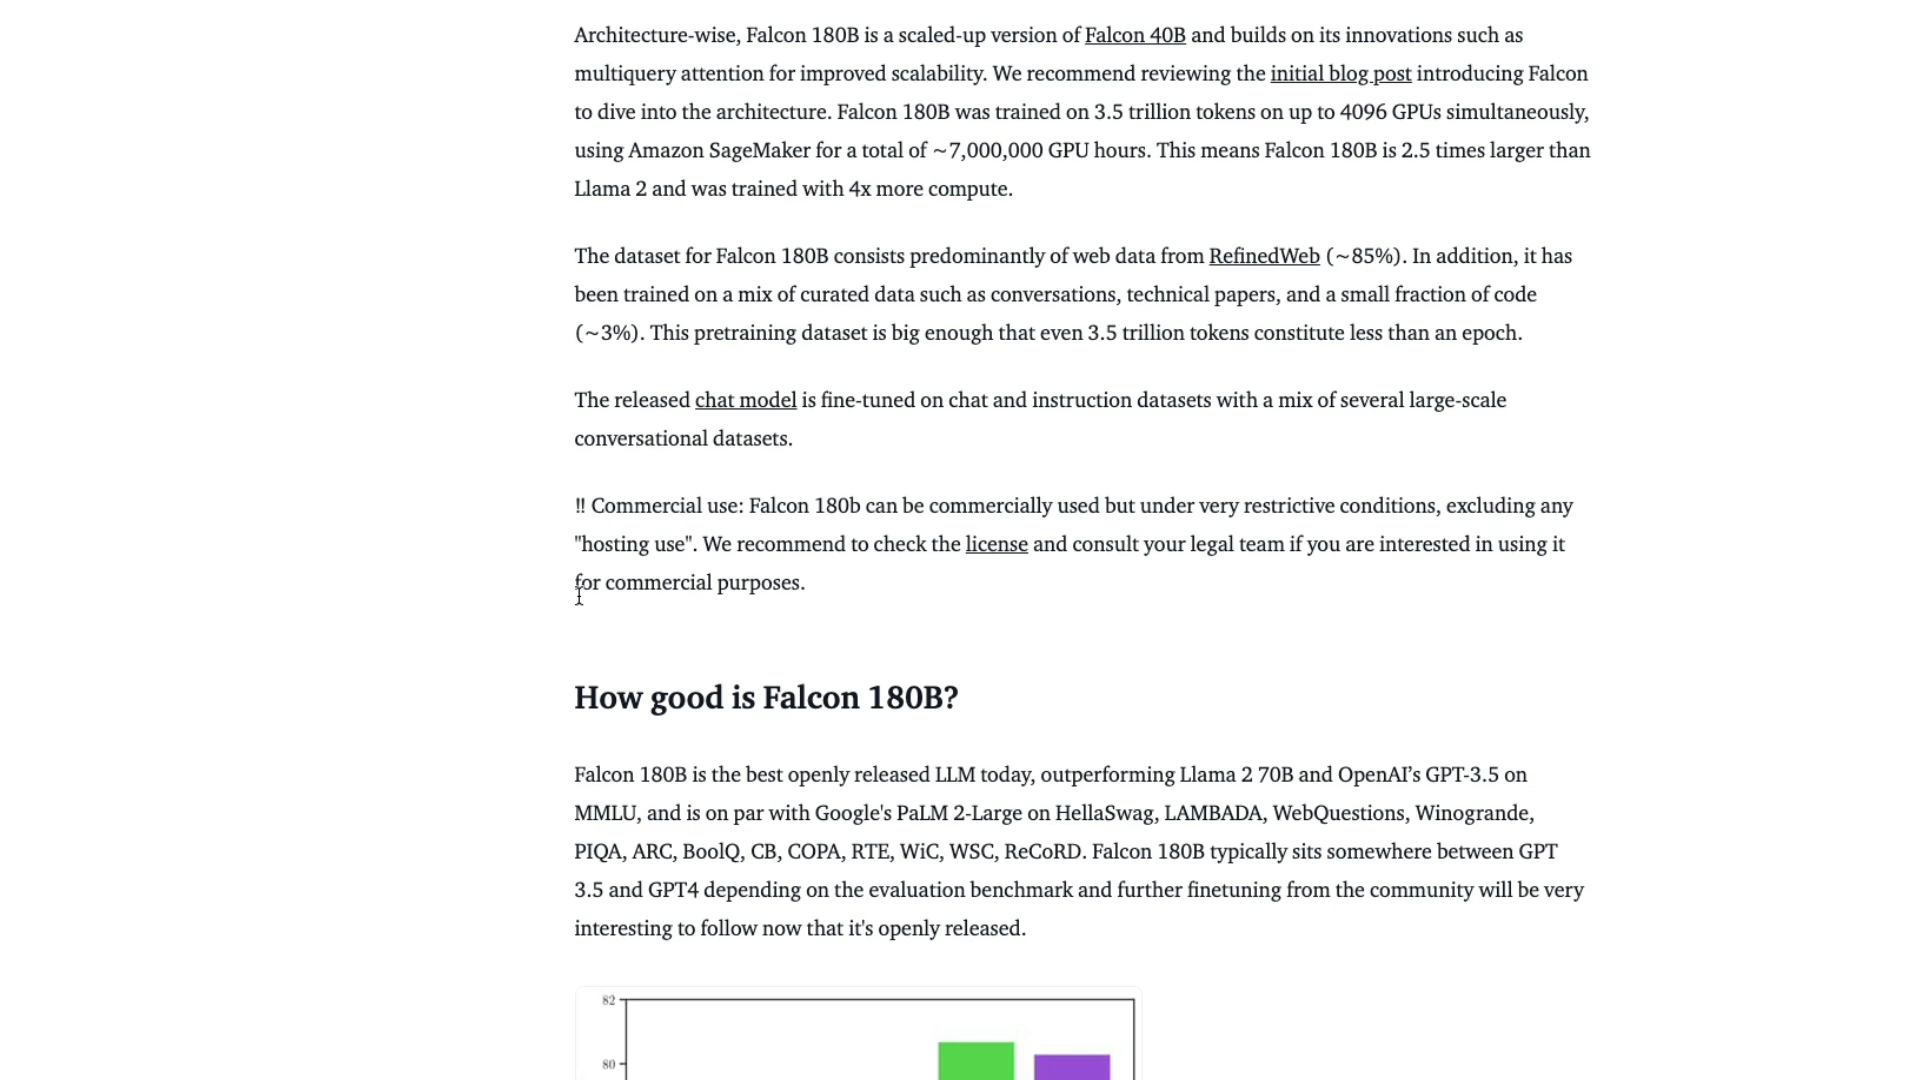 Architecture-wise, Falcon 180B is a scaled-up version of Falcon 40B and builds on its innovations such as
multiquery attention for improved scalability. We recommend reviewing the initial blog post introducing Falcon
to dive into the architecture. Falcon 180B was trained on 3.5 trillion tokens on up to 4096 GPUs simultaneously,
using Amazon SageMaker for a total of ~7,000,000 GPU hours. This means Falcon 180B is 2.5 times larger than
Llama 2 and was trained with 4x more compute.
The dataset for Falcon 180B consists predominantly of web data from RefinedWeb (~85%). In addition, it has
been trained on a mix of curated data such as conversations, technical papers, and a small fraction of code
(~3%). This pretraining dataset is big enough that even 3.5 trillion tokens constitute less than an epoch.
The released chat model is fine-tuned on chat and instruction datasets with a mix of several large-scale
conversational datasets.
‼ Commercial use: Falcon 180b can be commercially used but under very restrictive conditions, excluding any
"hosting use". We recommend to check the license and consult your legal team if you are interested in using it
for commercial purposes.
How good is Falcon 180B?
Falcon 180B is the best openly released LLM today, outperforming Llama 2 70B and OpenAI’s GPT-3.5 on
MMLU, and is on par with Google's PaLM 2-Large on HellaSwag, LAMBADA, WebQuestions, Winogrande,
PIQA, ARC, BoolQ, CB, COPA, RTE, WiC, WSC, ReCoRD. Falcon 180B typically sits somewhere between GPT
3.5 and GPT4 depending on the evaluation benchmark and further finetuning from the community will be very
interesting to follow now that it's openly released.
82
80